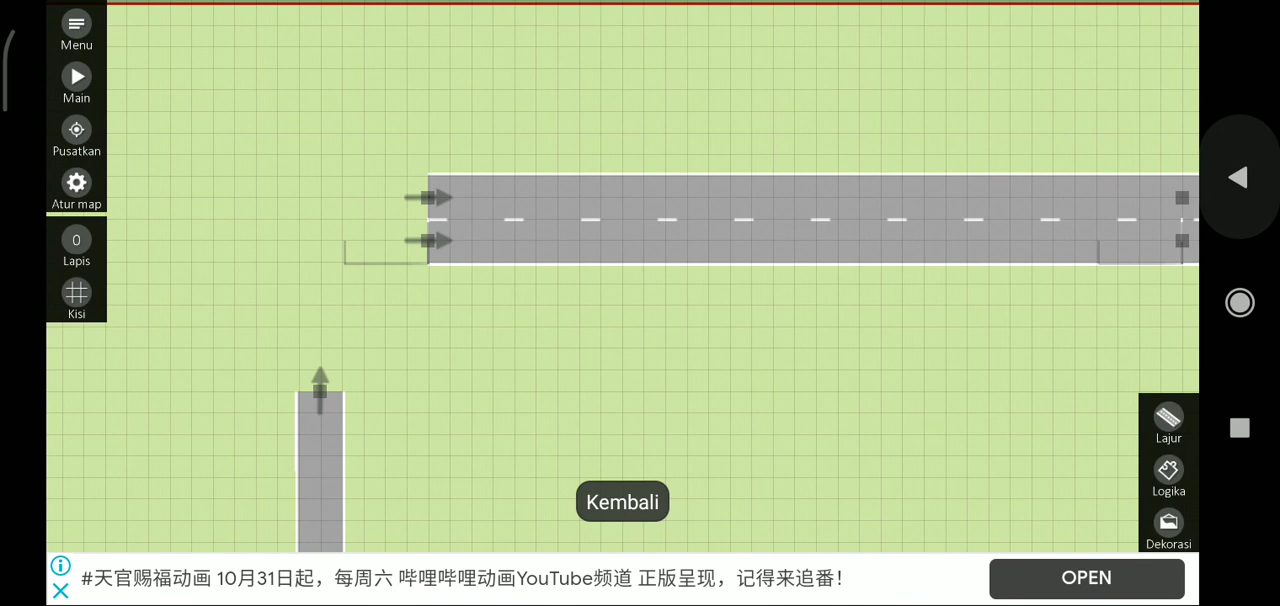 Menu
Main
Pusatkan
Atur map
0
Lapis
Kisi
Lajur
Logika
Dekorasi
Kembali
#天官赐福动画 10月31日起，每周六 哔哩哔哩动画YouTube频道 正版呈现，记得来追番！
OPEN